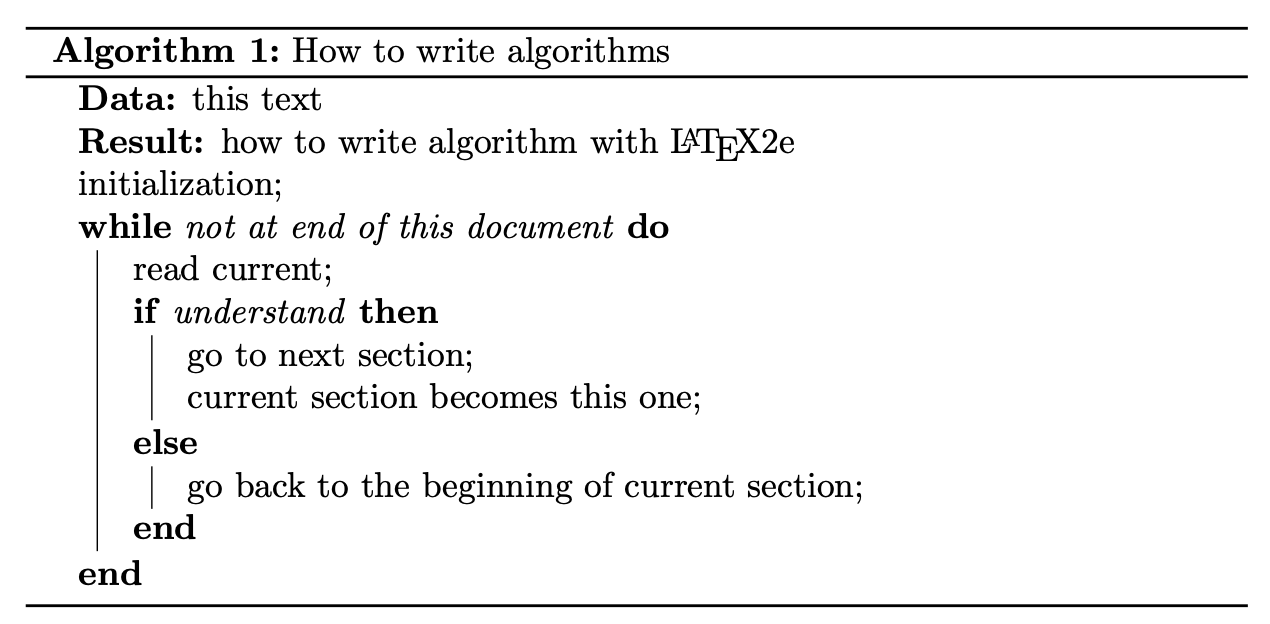 Algorithm 1: How to write algorithms
Data: this text
Result: how to write algorithm with LATEX2e
initialization;
while not at end of this document do
read current;
if understand then
go to next section;
current section becomes this one;
else
go back to the beginning of current section;
end
end